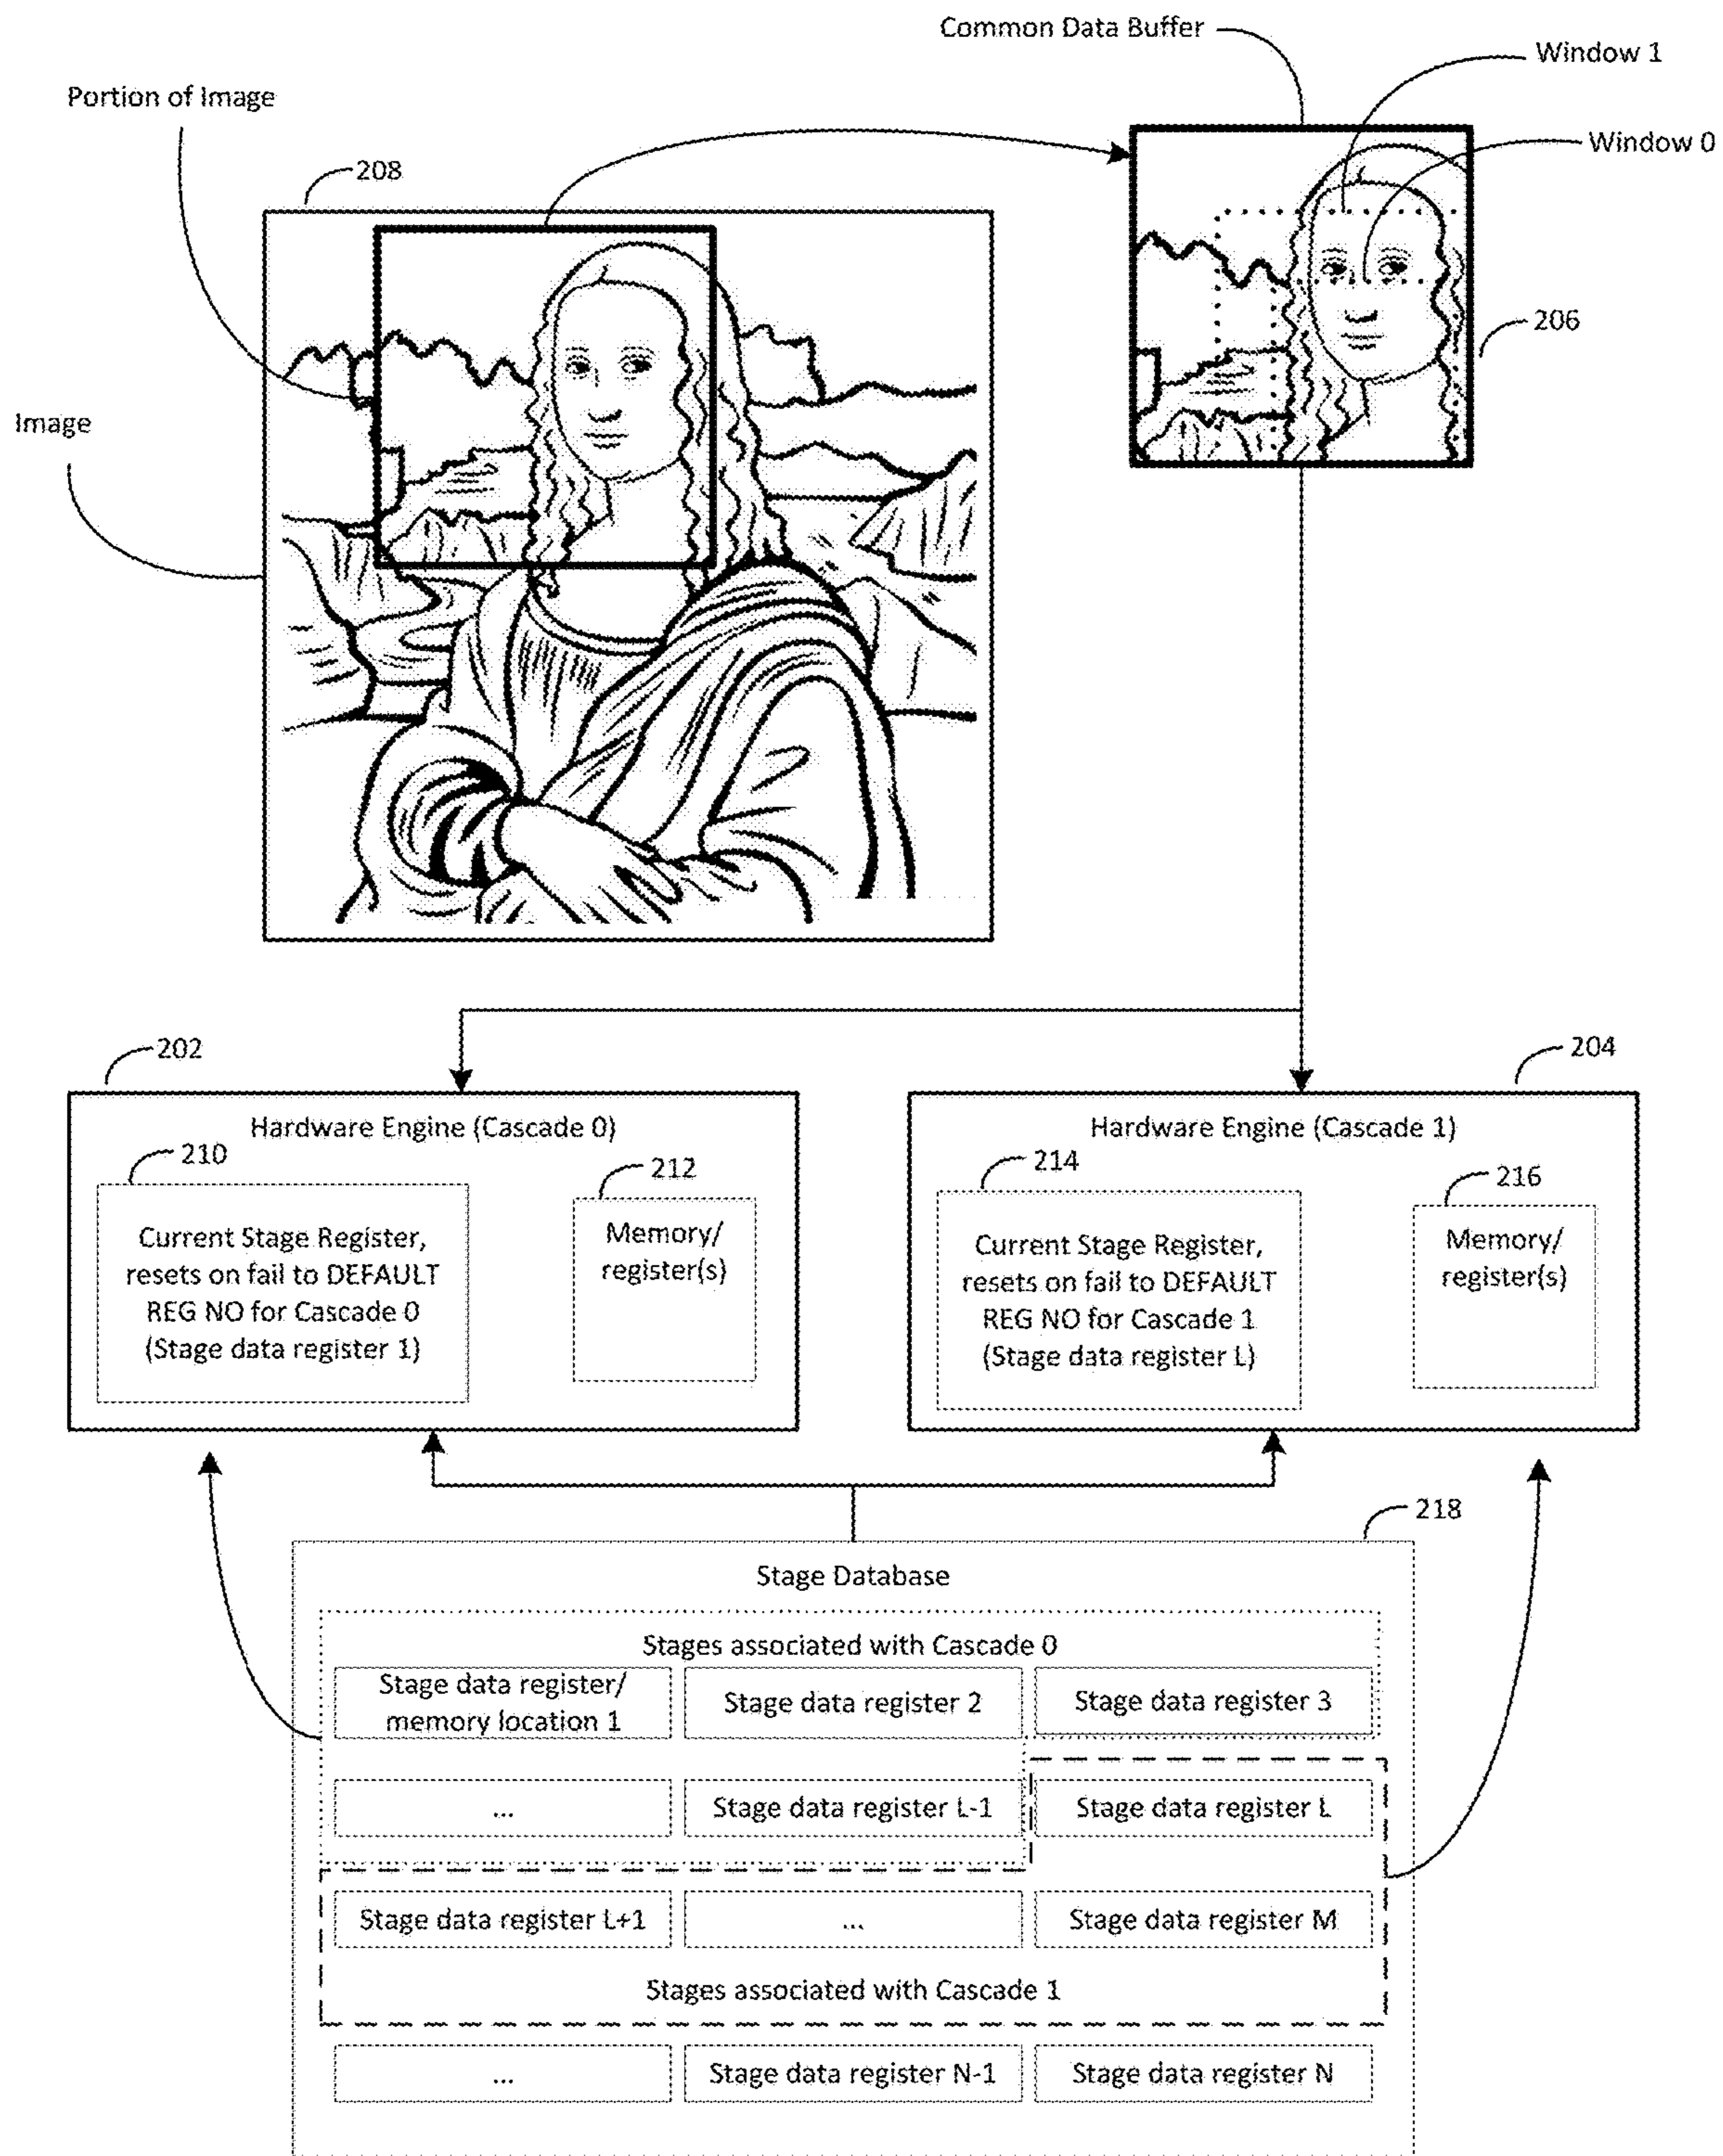 Common Data Buffer
Window 1
Portion of Image
Window 0
208
206
Image
202
204
Hardware Engine (Cascade 0)
210
212
Current Stage Register,
resets on fail to DEFAULT
REG NO for Cascade 0
(Stage data register 1)
Memory/
register(s)
Hardware Engine (Cascade 1)
214
216
Current Stage Register,
resets on fail to DEFAULT
REG NO for Cascade 1
(Stage data register L)
Memory/
register(s)
218
Stage Database
Stages associated with Cascade 0
Stage data register/
memory location 1
Stage data register 2
Stage data register 3
...
Stage data register L-1
Stage data register L
Stage data register L+1
...
Stage data register M
Stages associated with Cascade 1
...
Stage data register N-1
Stage data register N